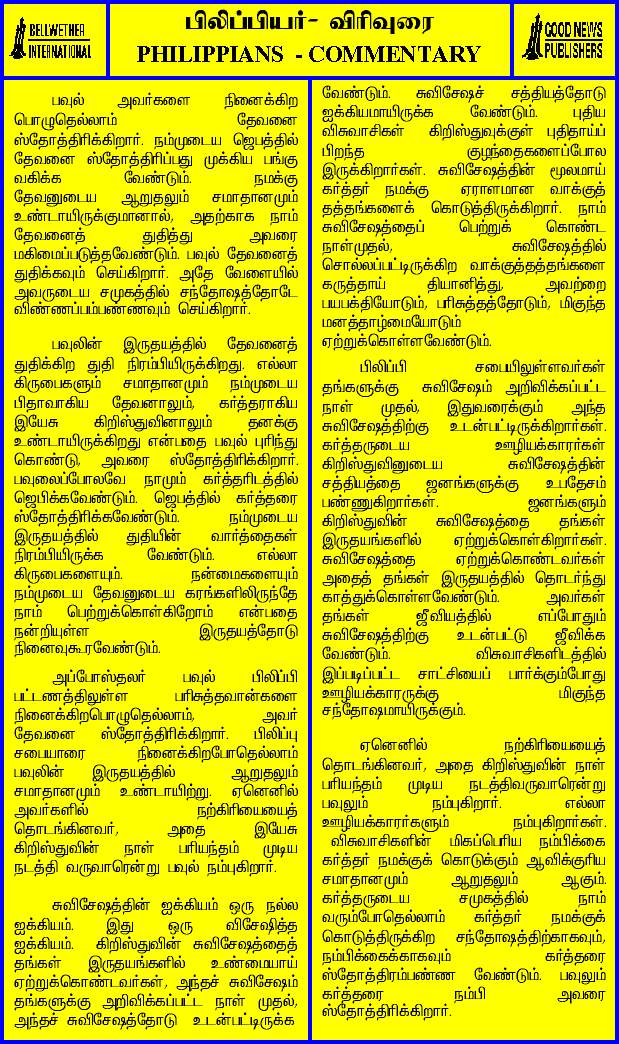 BELLWETHER
INTERNATIONAL
பிலிப்பியர்- விரிவுரை
PHILIPPIANS - COMMENTARY
GOOD NEWS
PUBLISHERS
பவுல் அவர்களை நினைக்கிற
பொழுதெல்லாம் தேவனை
ஸ்தோத்திரிக்கிறார். நம்முடைய ஜெபத்தில்
தேவனை ஸ்தோத்திரிப்பது முக்கிய பங்கு
வகிக்க வேண்டும். நமக்கு
தேவனுடைய ஆறுதலும் சமாதானமும்
உண்டாயிருக்குமானால், அதற்காக நாம்
தேவனைத் துதித்து அவரை
மகிமைப்படுத்தவேண்டும். பவுல் தேவனைத்
துதிக்கவும் செய்கிறார். அதே வேளையில்
அவருடைய சமுகத்தில் சந்தோஷத்தோடே
விண்ணப்பம்பண்ணவும் செய்கிறார்.
பவுலின் இருதயத்தில் தேவனைத்
துதிக்கிற துதி நிரம்பியிருக்கிறது. எல்லா
கிருபைகளும் சமாதானமும் நம்முடைய
பிதாவாகிய தேவனாலும், கர்த்தராகிய
இயேசு கிறிஸ்துவினாலும் தனக்கு
உண்டாயிருக்கிறது என்பதை பவுல் புரிந்து
கொண்டு, அவரை ஸ்தோத்திரிக்கிறார்.
பவுலைப்போலவே நாமும் கர்த்தரிடத்தில்
ஜெபிக்கவேண்டும். ஜெபத்தில் கர்த்தரை
ஸ்தோத்திரிக்கவேண்டும். நம்முடைய
இருதயத்தில் துதியின் வார்த்தைகள்
நிரம்பியிருக்க வேண்டும். எல்லா
கிருபைகளையும். நன்மைகளையும்
நம்முடைய தேவனுடைய கரங்களிலிருந்தே
நாம் பெற்றுக்கொள்கிறோம் என்பதை
நன்றியுள்ள இருதயத்தோடு
நினைவுகூரவேண்டும்.
அப்போஸ்தலர் பவுல் பிலிப்பி
பட்டணத்திலுள்ள பரிசுத்தவான்களை
நினைக்கிறபொழுதெல்லாம், அவர்
தேவனை ஸ்தோத்திரிக்கிறார். பிலிப்பு
சபையாரை நினைக்கிறபோதெல்லாம்
பவுலின் இருதயத்தில் ஆறுதலும்
சமாதானமும் உண்டாயிற்று. ஏனெனில்
அவர்களில் நற்கிரியையைத்
தொடங்கினவர், அதை இயேசு
கிறிஸ்துவின் நாள் பரியந்தம் முடிய
நடத்தி வருவாரென்று பவுல் நம்புகிறார்.
சுவிசேஷத்தின் ஐக்கியம் ஒரு நல்ல
ஐக்கியம். இது ஒரு விசேஷித்த
ஐக்கியம். கிறிஸ்துவின் சுவிசேஷத்தைத்
தங்கள் இருதயங்களில் உண்மையாய்
ஏற்றுக்கொண்டவர்கள், அந்தச் சுவிசேஷம்
தங்களுக்கு அறிவிக்கப்பட்ட நாள் முதல்,
அந்தச் சுவிசேஷத்தோடு உடன்பட்டிருக்க
வேண்டும். சுவிசேஷச் சத்தியத்தோடு
ஐக்கியமாயிருக்க வேண்டும். புதிய
விசுவாசிகள் கிறிஸ்துவுக்குள் புதிதாய்ப்
பிறந்த குழந்தைகளைப்போல
இருக்கிறார்கள். சுவிசேஷத்தின் மூலமாய்
கர்த்தர் நமக்கு ஏராளமான வாக்குத்
தத்தங்களைக் கொடுத்திருக்கிறார். நாம்
சுவிசேஷத்தைப் பெற்றுக் கொண்ட
நாள்முதல், சுவிசேஷத்தில்
சொல்லப்பட்டிருக்கிற வாக்குத்தத்தங்களை
கருத்தாய் தியானித்து, அவற்றை
பயபக்தியோடும், பரிசுத்தத்தோடும், மிகுந்த
மனத்தாழ்மையோடும்
ஏற்றுக்கொள்ளவேண்டும்.
பிலிப்பி சபையிலுள்ளவர்கள்
தங்களுக்கு சுவிசேஷம் அறிவிக்கப்பட்ட
நாள் முதல், இதுவரைக்கும் அந்த
சுவிசேஷத்திற்கு உடன்பட்டிருக்கிறார்கள்.
கர்த்தருடைய ஊழியக்காரர்கள்
கிறிஸ்துவினுடைய சுவிசேஷத்தின்
சத்தியத்தை ஜனங்களுக்கு உபதேசம்
பண்ணுகிறார்கள். ஜனங்களும்
கிறிஸ்துவின் சுவிசேஷத்தை தங்கள்
இருதயங்களில் ஏற்றுக்கொள்கிறார்கள்.
சுவிசேஷத்தை ஏற்றுக்கொண்டவர்கள்
அதைத் தங்கள் இருதயத்தில் தொடர்ந்து
காத்துக்கொள்ளவேண்டும். அவர்கள்
தங்கள் ஜீவியத்தில் எப்போதும்
சுவிசேஷத்திற்கு உடன்பட்டு ஜீவிக்க
வேண்டும். விசுவாசிகளிடத்தில்
இப்படிப்பட்ட சாட்சியைப் பார்க்கும்போது
ஊழியக்காரருக்கு மிகுந்த
சந்தோஷமாயிருக்கும்.
ஏனெனில் நற்கிரியையைத்
தொடங்கினவர், அதை கிறிஸ்துவின் நாள்
பரியந்தம் முடிய நடத்திவருவாரென்று
பவுலும் நம்புகிறார். எல்லா
ஊழியக்காரர்களும் நம்புகிறார்கள்.
விசுவாசிகளின் மிகப்பெரிய நம்பிக்கை
கர்த்தர் நமக்குக் கொடுக்கும் ஆவிக்குரிய
சமாதானமும் ஆறுதலும் ஆகும்.
கர்த்தருடைய சமுகத்தில் நாம்
வரும்போதெல்லாம் கர்த்தர் நமக்குக்
கொடுத்திருக்கிற சந்தோஷத்திற்காகவும்,
நம்பிக்கைக்காகவும் கர்த்தரை
ஸ்தோத்திரம்பண்ண வேண்டும். பவுலும்
கர்த்தரை நம்பி அவரை
ஸ்தோத்திரிக்கிறார்.